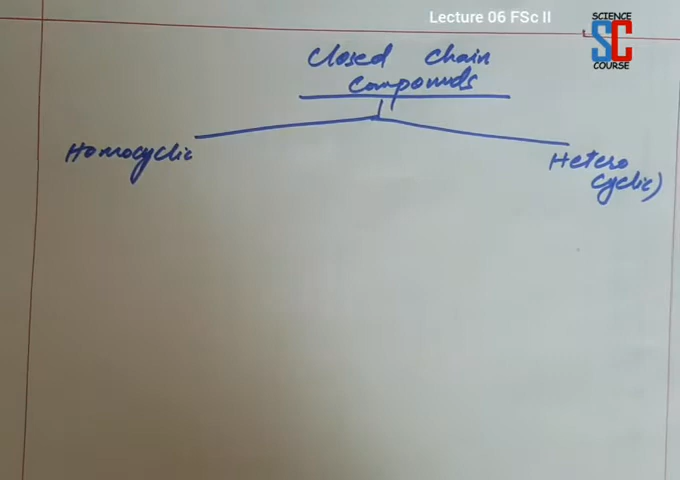 Lecture 06 FSc II
SCIENCE
SC
COURSE
Closed Chain
Compounds
Homocyclic
Hetero
Cyclic)